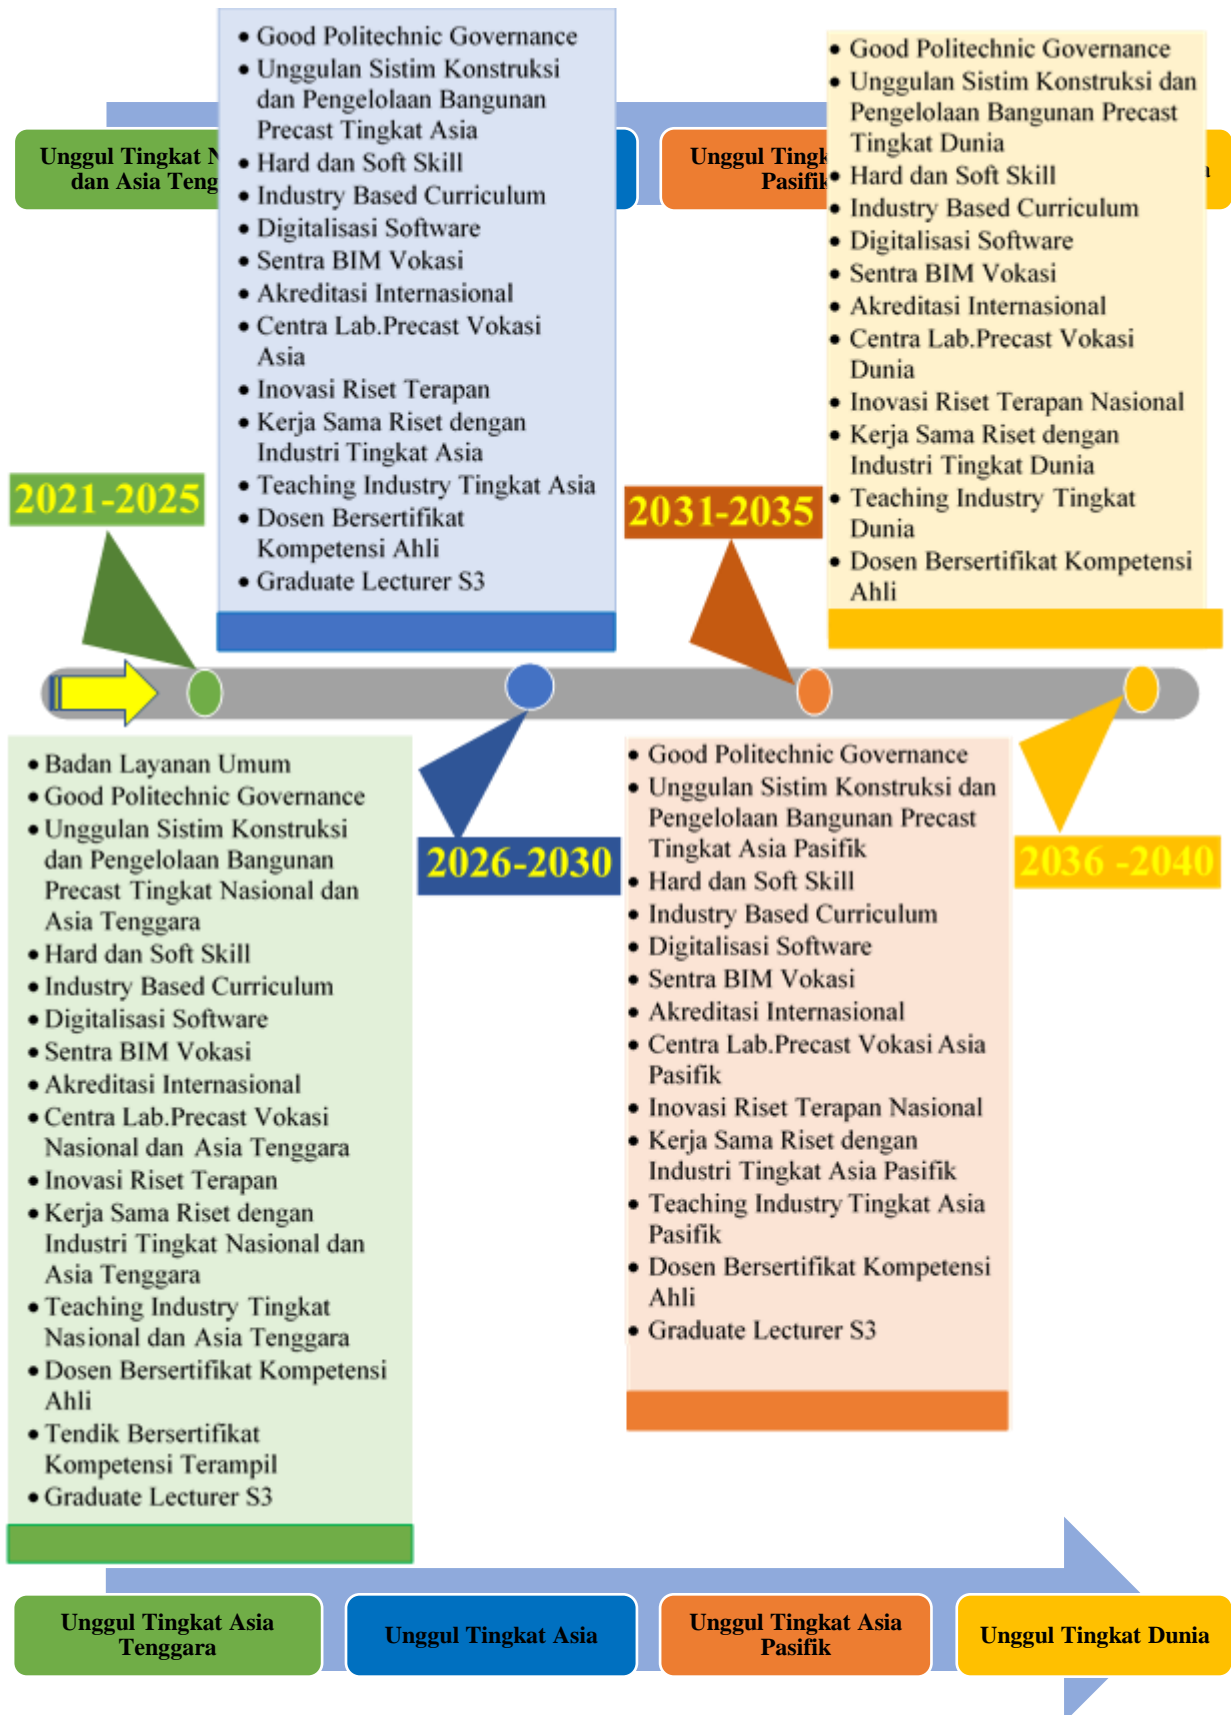 • Good Politechnic Governance
• Unggulan Sistim Konstruksi
dan Pengelolaan Bangunan
Precast Tingkat Asia
• Hard dan Soft Skill
• Industry Based Curriculum
• Digitalisasi Software
• Sentra BIM Vokasi
• Akreditasi Internasional
• Centra Lab.Precast Vokasi
Asia
• Inovasi Riset Terapan
• Kerja Sama Riset dengan
Industri Tingkat Asia
• Teaching Industry Tingkat Asia
• Dosen Bersertifikat
Kompetensi Ahli
• Graduate Lecturer S3
• Good Politechnic Governance
• Unggulan Sistim Konstruksi dan
Pengelolaan Bangunan Precast
Tingkat Dunia
• Hard dan Soft Skill
• Industry Based Curriculum
• Digitalisasi Software
• Sentra BIM Vokasi
• Akreditasi Internasional
• Centra Lab.Precast Vokasi
Dunia
• Inovasi Riset Terapan Nasional
• Kerja Sama Riset dengan
Industri Tingkat Dunia
• Teaching Industry Tingkat
Dunia
• Dosen Bersertifikat Kompetensi
Ahli
Unggul Tingkat
dan Asia
Unggul
2021-2025
2031-2035
2026-2030
2036 -2040
• Badan Layanan Umum
• Good Politechnic Governance
• Unggulan Sistim Konstruksi
dan Pengelolaan Bangunan
Precast Tingkat Nasional dan
Asia Tenggara
• Hard dan Soft Skill
• Industry Based Curriculum
• Digitalisasi Software
• Sentra BIM Vokasi
• Akreditasi Internasional
• Centra Lab.Precast Vokasi
Nasional dan Asia Tenggara
• Inovasi Riset Terapan
• Kerja Sama Riset dengan
Industri Tingkat Nasional dan
Asia Tenggara
• Teaching Industry Tingkat
Nasional dan Asia Tenggara
• Dosen Bersertifikat Kompetensi
Ahli
• Tendik Bersertifikat
Kompetensi Terampil
• Graduate Lecturer S3
• Good Politechnic Governance
• Unggulan Sistim Konstruksi dan
Pengelolaan Bangunan Precast
Tingkat Asia Pasifik
• Hard dan Soft Skill
• Industry Based Curriculum
• Digitalisasi Software
• Sentra BIM Vokasi
• Akreditasi Internasional
• Centra Lab.Precast Vokasi Asia
Pasifik
• Inovasi Riset Terapan Nasional
• Kerja Sama Riset dengan
Industri Tingkat Asia Pasifik
• Teaching Industry Tingkat Asia
Pasifik
• Dosen Bersertifikat Kompetensi
Ahli
• Graduate Lecturer S3
Unggul Tingkat Asia
Tenggara
Unggul Tingkat Asia
Unggul Tingkat Asia
Pasifik
Unggul Tingkat Dunia